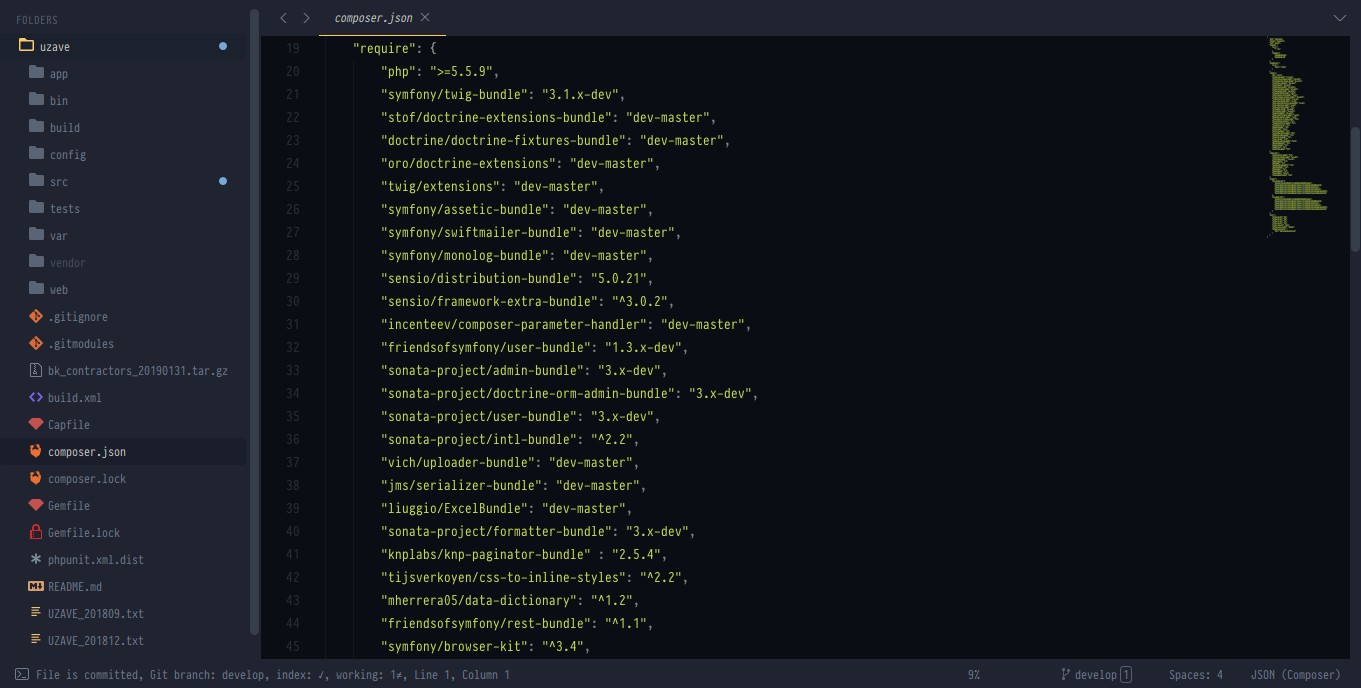 FOLDERS
uzave
app
bin
build
config
src
tests
var
vendor
web
.gitignore
.gitmodules
bk_contractors_20190131.tar.gz
build.xml
Capfile
composer.json
composer.lock
Gemfile
Gemfile.lock
phpunit.xml.dist
README.md
UZAVE_201809.txt
UZAVE_201812.txt
composer.json
19 "require": {
20 "php": ">=5.5.9",
21 "symfony/twig-bundle": "3.1.x-dev",
22 "stof/doctrine-extensions-bundle": "dev-master",
23 "doctrine/doctrine-fixtures-bundle": "dev-master",
24 "oro/doctrine-extensions": "dev-master",
25 "twig/extensions": "dev-master",
26 "symfony/assetic-bundle": "dev-master",
27 "symfony/swiftmailer-bundle": "dev-master",
28 "symfony/monolog-bundle": "dev-master",
29 "sensio/distribution-bundle": "5.0.21",
30 "sensio/framework-extra-bundle": "^3.0.2",
31 "incenteev/composer-parameter-handler": "dev-master",
32 "friendsofsymfony/user-bundle": "1.3.x-dev",
33 "sonata-project/admin-bundle": "3.x-dev",
34 "sonata-project/doctrine-orm-admin-bundle": "3.x-dev",
35 "sonata-project/user-bundle": "3.x-dev",
36 "sonata-project/intl-bundle": "^2.2",
37 "vich/uploader-bundle": "dev-master",
38 "jms/serializer-bundle": "dev-master",
39 "liuggio/ExcelBundle": "dev-master",
40 "sonata-project/formatter-bundle": "3.x-dev",
41 "knplabs/knp-paginator-bundle" : "2.5.4",
42 "tijsverkoyen/css-to-inline-styles": "^2.2",
43 "mherrera05/data-dictionary": "^1.2",
44 "friendsofsymfony/rest-bundle": "^1.1",
45 "symfony/browser-kit": "^3.4",
File is committed, Git branch: develop, index: ✓, working: 1≠, Line 1, Column 1
9%
develop 1
Spaces: 4
JSON (Composer)